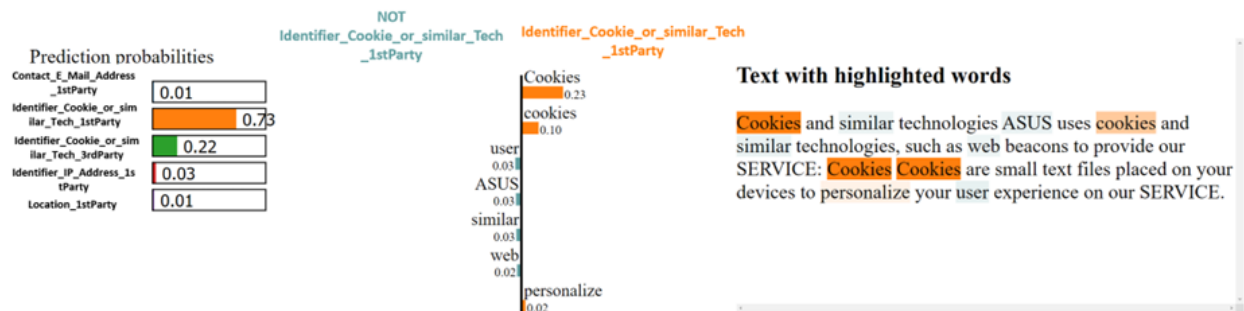 Prediction probabilities
Contact_E_Mail_Address
_1stParty
0.01
Identifier_Cookie_or_sim
ilar_Tech_1stParty
0.73
Identifier_Cookie_or_sim
ilar_Tech_3rdParty
0.22
Identifier_IP_Address_1s
tParty
0.03
Location_1stParty
0.01
NOT
Identifier_Cookie_or_similar_Tech
_1stParty
Identifier_Cookie_or_similar_Tech
_1stParty
Cookies
0.23
cookies
0.10
user
0.03
ASUS
0.03
similar
0.03
web
0.02
personalize
0.02
Text with highlighted words
Cookies and similar technologies ASUS uses cookies and
similar technologies, such as web beacons to provide our
SERVICE: Cookies Cookies are small text files placed on your
devices to personalize your user experience on our SERVICE.